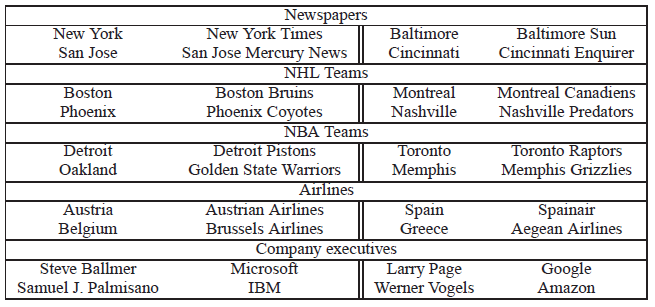 Newspapers
New York New York Times Baltimore Baltimore Sun
San Jose San Jose Mercury News Cincinnati Cincinnati Enquirer
NHL Teams
Boston Boston Bruins Montreal Montreal Canadiens
Phoenix Phoenix Coyotes Nashville Nashville Predators
NBA Teams
Detroit Detroit Pistons Toronto Toronto Raptors
Oakland Golden State Warriors Memphis Memphis Grizzlies
Airlines
Austria Austrian Airlines Spain Spainair
Belgium Brussels Airlines Greece Aegean Airlines
Company executives
Steve Ballmer Microsoft Larry Page Google
Samuel J. Palmisano IBM Werner Vogels Amazon